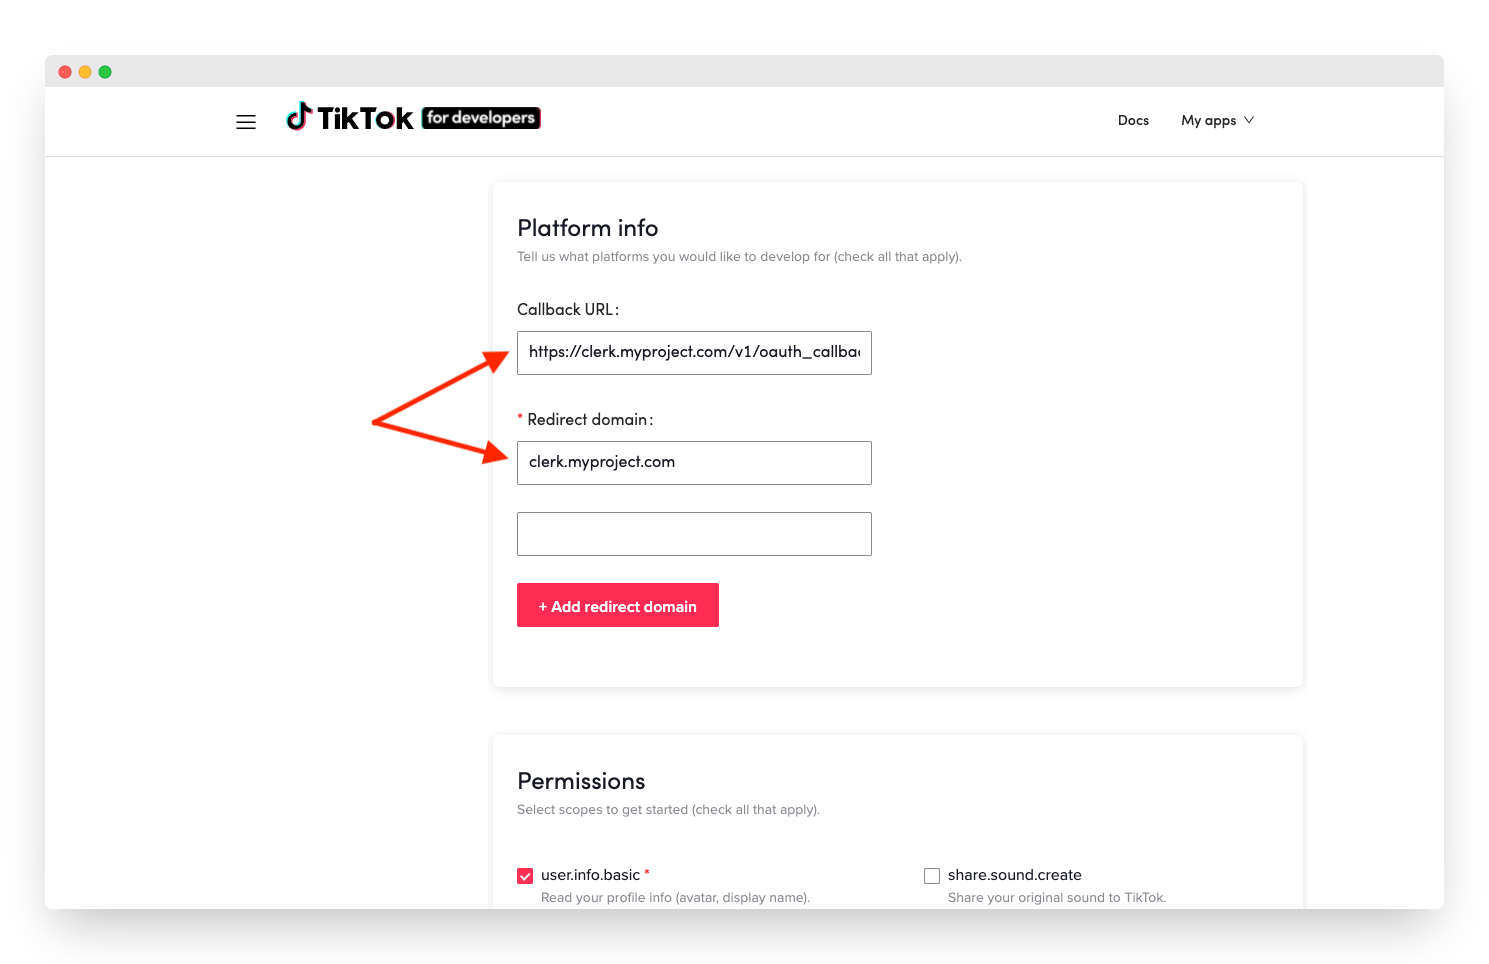 TikTok for developers
Docs
My apps
Platform info
Tell us what platforms you would like to develop for (check all that apply).
Callback URL:
https://clerk.myproject.com/v1/oauth_callba
* Redirect domain:
clerk.myproject.com
+ Add redirect domain
Permissions
Select scopes to get started (check all that apply).
user.info.basic *
Read your profile info (avatar, display name).
share.sound.create
Share your original sound to TikTok.